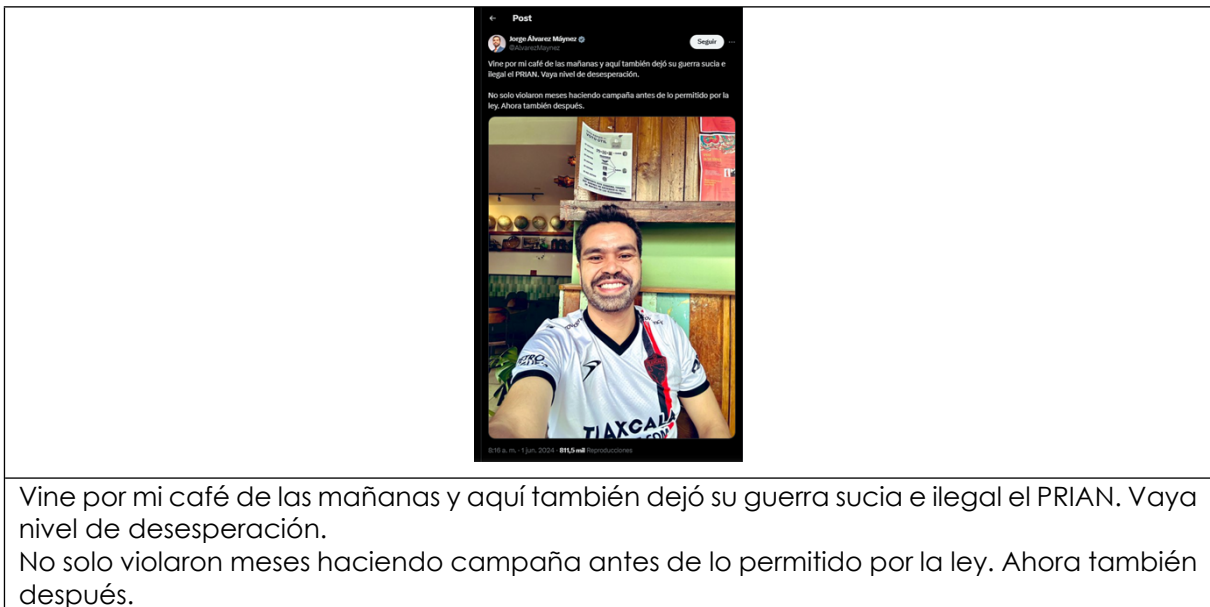 Post
Jorge Álvarez Máynez
@AlvarezMaynez
Seguir
Vine por mi café de las mañanas y aquí también dejó su guerra sucia e
ilegal el PRIAN. Vaya nivel de desesperación.
No solo violaron meses haciendo campaña antes de lo permitido por la
ley. Ahora también después.
TLAXCALA
8:16 a. m. · 1 jun. 2024 · 811,5 mil Reproducciones
Vine por mi café de las mañanas y aquí también dejó su guerra sucia e ilegal el PRIAN. Vaya
nivel de desesperación.
No solo violaron meses haciendo campaña antes de lo permitido por la ley. Ahora también
después.